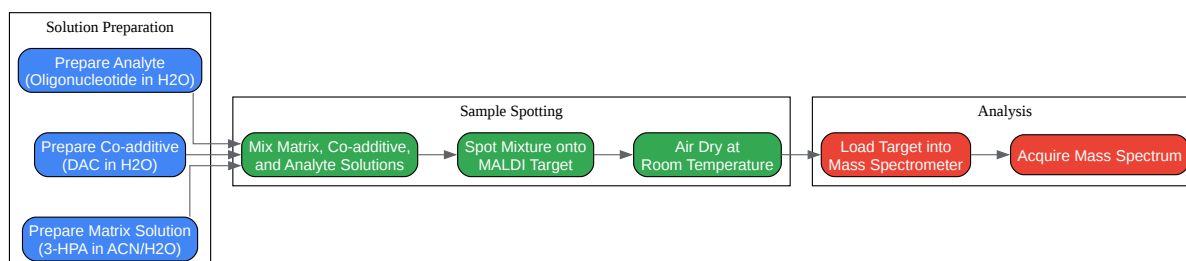 Solution Preparation
Prepare Analyte
(Oligonucleotide in H2O)
Prepare Co-additive
(DAC in H2O)
Prepare Matrix Solution
(3-HPA in ACN/H2O)
Sample Spotting
Mix Matrix, Co-additive,
and Analyte Solutions
Spot Mixture onto
MALDI Target
Air Dry at
Room Temperature
Analysis
Load Target into
Mass Spectrometer
Acquire Mass Spectrum